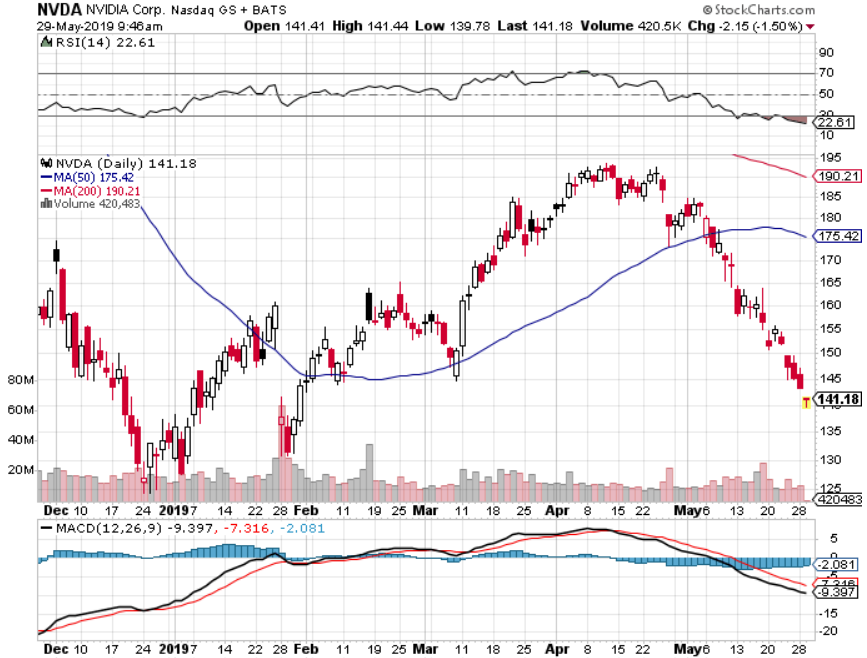 NVDA NVIDIA Corp. Nasdaq GS + BATS © StockCharts.com
29-May-2019 9:46am Open 141.41 High 141.44 Low 139.78 Last 141.18 Volume 420.5K Chg -2.15 (-1.50%)
RSI(14) 22.61
90
70
50
30
22.61
10
NVDA (Daily) 141.18
MA(50) 175.42
MA(200) 190.21
Volume 420,483
195
190.21
185
180
175.42
170
165
160
155
150
145
141.18
135
130
125
420483
80M
60M
40M
20M
Dec 10 17 24 2019 7 14 22 28 Feb 11 19 25 Mar 11 18 25 Apr 8 15 22 May 6 13 20 28
MACD(12,26,9) -9.397, -7.316, -2.081
5
0
-2.081
-5
-7.316
-9.397
-15
-20
Dec 10 17 24 2019 7 14 22 28 Feb 11 19 25 Mar 11 18 25 Apr 8 15 22 May 6 13 20 28